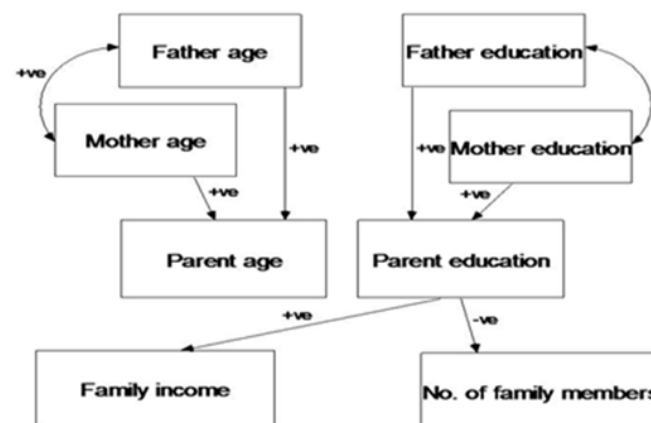 Father age
Father education
+ve
Mother age
+ve
+ve
Mother education
+ve
+ve
Parent age
Parent education
+ve
-ve
Family income
No. of family members